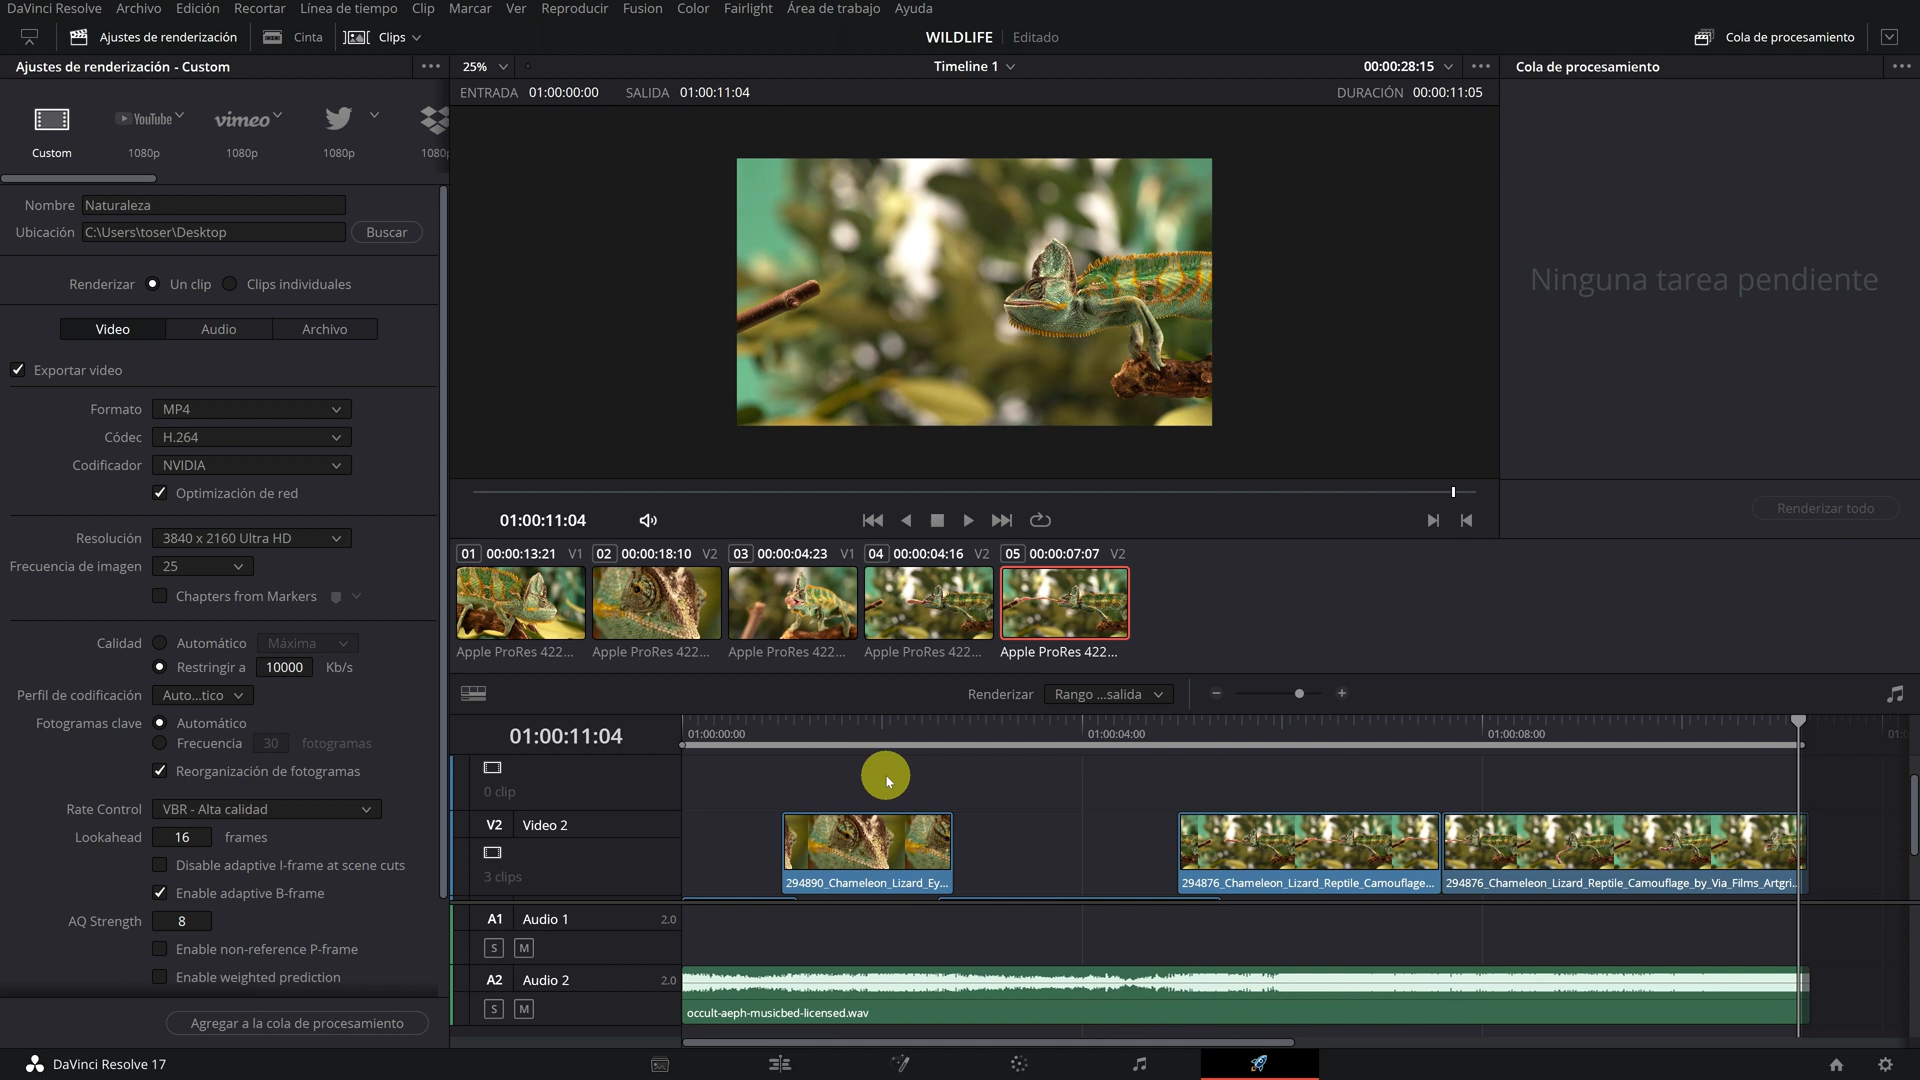 DaVinci Resolve Archivo Edición Recortar Línea de tiempo Clip Marcar Ver Reproducir Fusion Color Fairlight Área de trabajo Ayuda
Ajustes de renderización Cinta Clips WILDLIFE Editado Cola de procesamiento
Ajustes de renderización - Custom 25% Timeline 1 00:00:28:15 Cola de procesamiento
ENTRADA 01:00:00:00 SALIDA 01:00:11:04 DURACIÓN 00:00:11:05
YouTube vimeo
Custom 1080p 1080p 1080p 1080p
Nombre Naturaleza
Ubicación C:\Users\toser\Desktop Buscar
Renderizar Un clip Clips individuales
Ninguna tarea pendiente
Video Audio Archivo
Exportar video
Formato MP4
Códec H.264
Codificador NVIDIA
Optimización de red
Renderizar todo
01:00:11:04
Resolución 3840 x 2160 Ultra HD
01 00:00:13:21 V1 02 00:00:18:10 V2 03 00:00:04:23 V1 04 00:00:04:16 V2 05 00:00:07:07 V2
Frecuencia de imagen 25
Chapters from Markers
Calidad Automático Máxima
Apple ProRes 422... Apple ProRes 422... Apple ProRes 422... Apple ProRes 422... Apple ProRes 422...
Restringir a 10000 Kb/s
Perfil de codificación Auto...tico
Renderizar Rango ...salida
Fotogramas clave Automático
Frecuencia 30 fotogramas
01:00:11:04 01:00:00:00 01:00:04:00 01:00:08:00
Reorganización de fotogramas
0 clip
Rate Control VBR - Alta calidad
V2 Video 2
Lookahead 16 frames
Disable adaptive I-frame at scene cuts
3 clips
294890_Chameleon_Lizard_Ey... 294876_Chameleon_Lizard_Reptile_Camouflage... 294876_Chameleon_Lizard_Reptile_Camouflage_by_Via_Films_Artgri...
Enable adaptive B-frame
AQ Strength 8
A1 Audio 1 2.0
S M
Enable non-reference P-frame
Enable weighted prediction
A2 Audio 2 2.0
S M
occult-aeph-musicbed-licensed.wav
Agregar a la cola de procesamiento
DaVinci Resolve 17